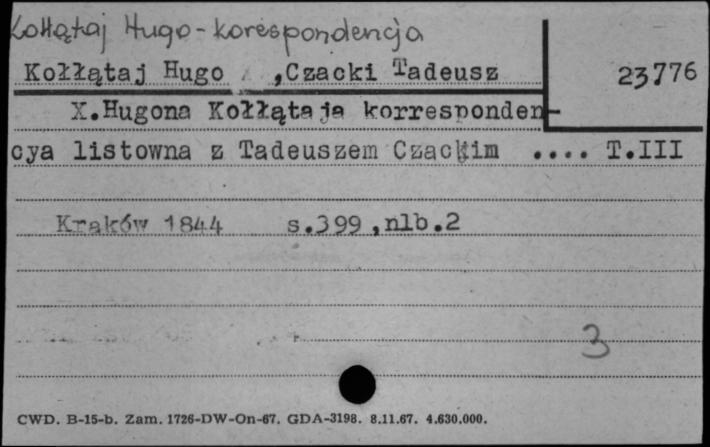 Kołłątaj Hugo - korespondencja
Kołłątaj Hugo ,Czacki Tadeusz 23776
X.Hugona Kołłątaja korresponden-
cya listowna z Tadeuszem Czackim .... T.III
Kraków 1844 s.399,nlb.2
3
CWD. B-15-b. Zam. 1726-DW-On-67. GDA-3198. 8.11.67. 4.630.000.